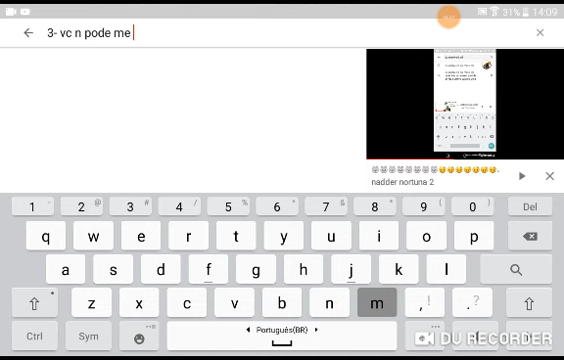 31% 14:09
3- vc n pode me
nadder nortuna 2
1 - 2 @ 3 # 4 / 5 % 6 ^ 7 & 8 * 9 ( 0 ) Del
q w e r t y u i o p
a s d f g h j k l
z x c v b n m , ! . ?
Ctrl Sym Português(BR)
DU RECORDER